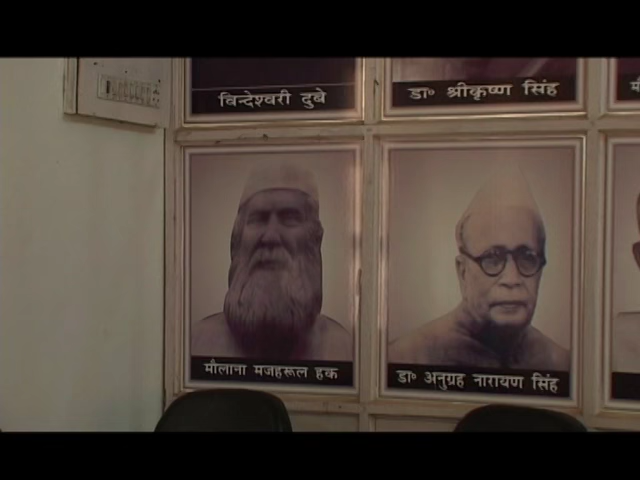 विन्देश्वरी दुबे
डा॰ श्रीकृष्ण सिंह
मौलाना मजहरूल हक
डा॰ अनुग्रह नारायण सिंह